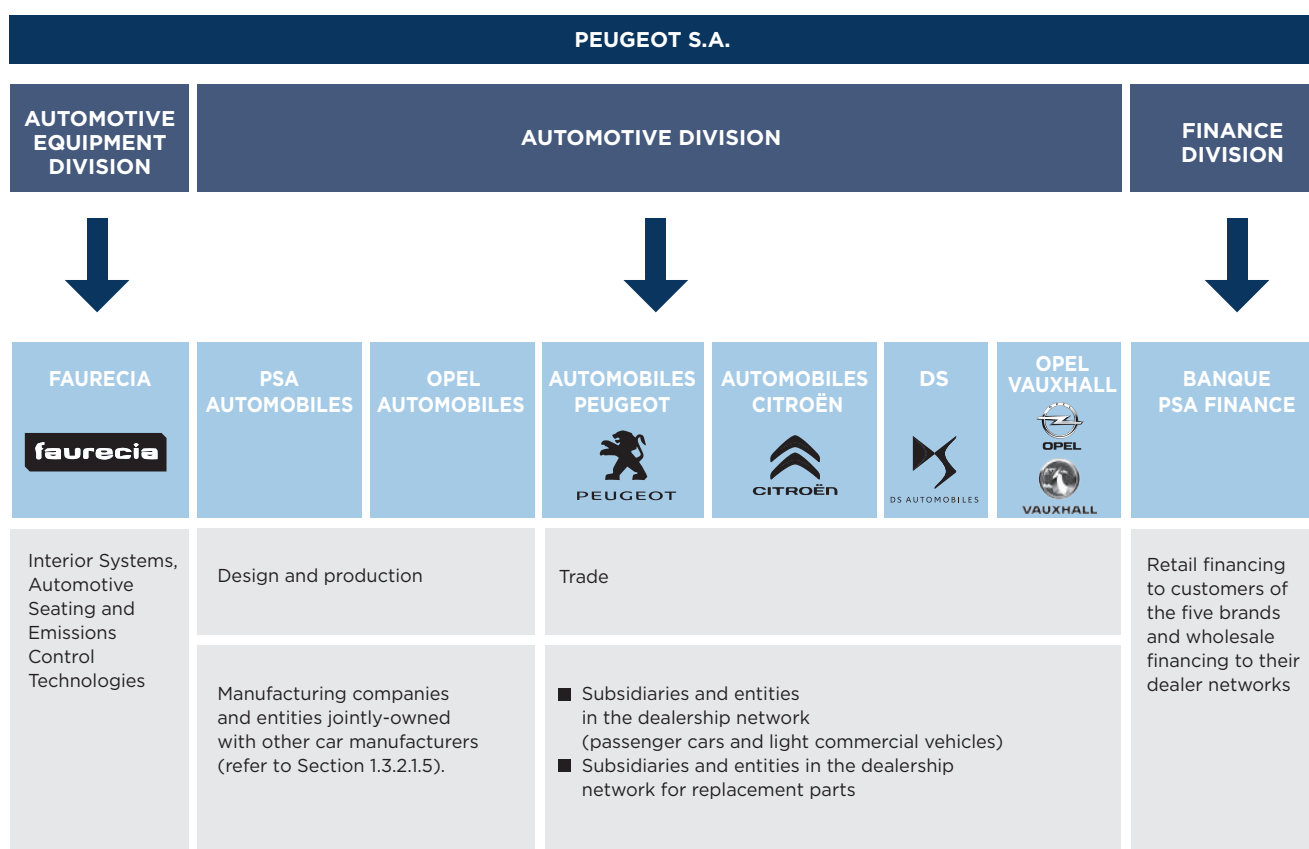 PEUGEOT S.A.
AUTOMOTIVE
EQUIPMENT
DIVISION
AUTOMOTIVE DIVISION
FINANCE
DIVISION
FAURECIA
faurecia
PSA
AUTOMOBILES
OPEL
AUTOMOBILES
AUTOMOBILES
PEUGEOT
PEUGEOT
AUTOMOBILES
CITROËN
CITROËN
DS
DS AUTOMOBILES
OPEL
VAUXHALL
OPEL
VAUXHALL
BANQUE
PSA FINANCE
Interior Systems,
Automotive
Seating and
Emissions
Control
Technologies
Design and production
Trade
Retail financing
to customers of
the five brands
and wholesale
financing to their
dealer networks
Manufacturing companies
and entities jointly-owned
with other car manufacturers
(refer to Section 1.3.2.1.5).
■ Subsidiaries and entities
in the dealership network
(passenger cars and light commercial vehicles)
■ Subsidiaries and entities in the dealership
network for replacement parts